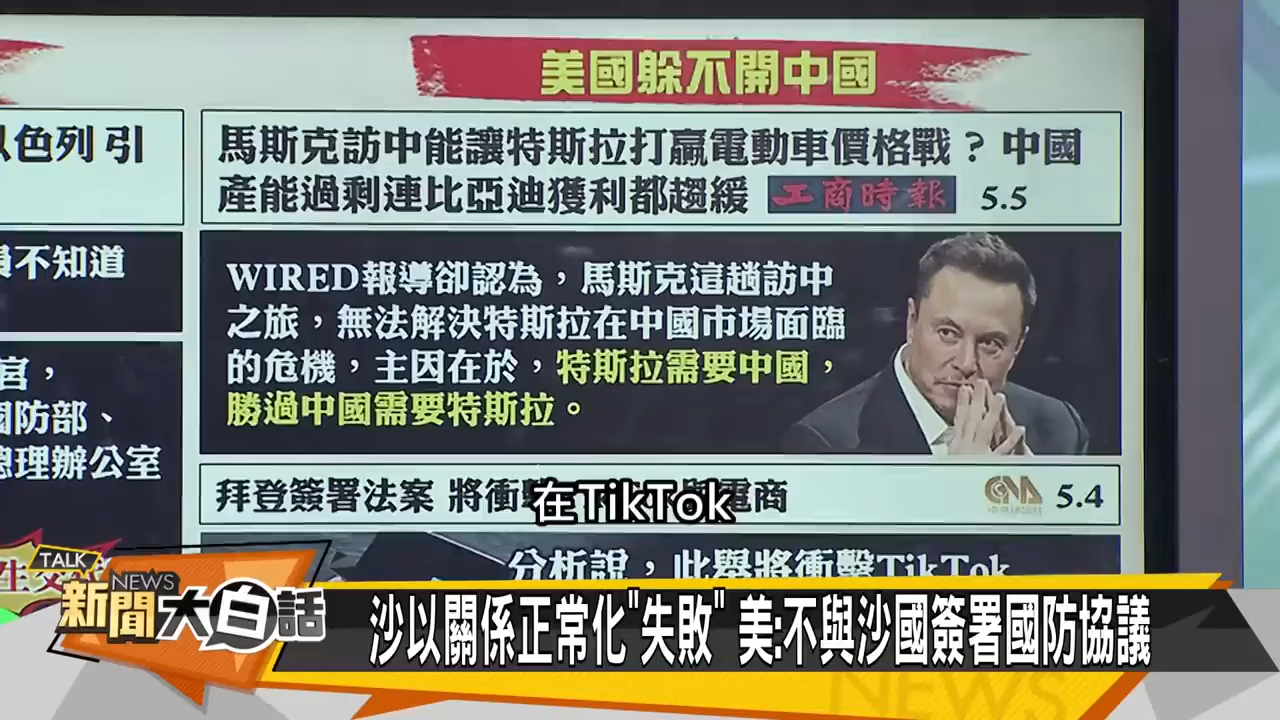 美國躲不開中國
以色列 引
馬斯克訪中能讓特斯拉打贏電動車價格戰？中國
產能過剩連比亞迪獲利都趨緩 工商時報 5.5
員不知道
WIRED報導卻認為，馬斯克這趟訪中
之旅，無法解決特斯拉在中國市場面臨
的危機，主因在於，特斯拉需要中國，
勝過中國需要特斯拉。
宮，
國防部、
總理辦公室
拜登簽署法案 將衝
電商
CNA 5.4
在TikTok
分析說，此舉將衝擊TikTok
TALK
NEWS
新聞大白話
沙以關係正常化"失敗" 美:不與沙國簽署國防協議
NEWS